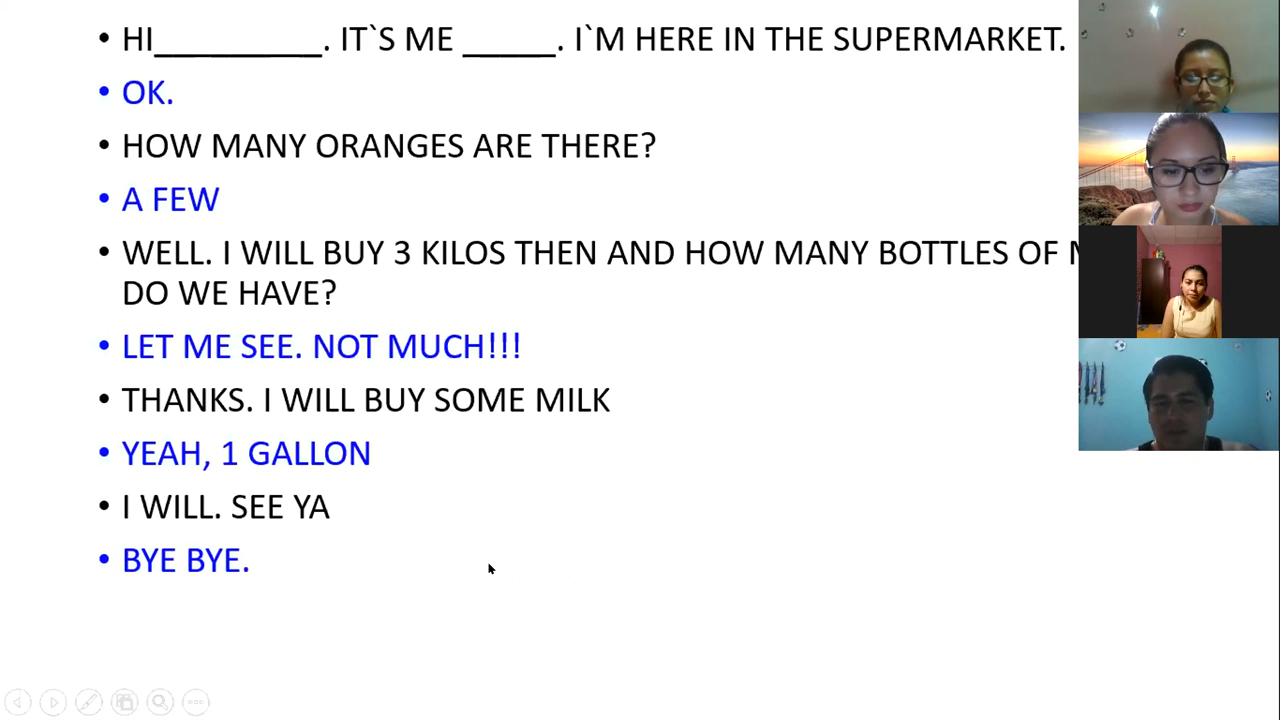 • HI_________. IT`S ME _____. I`M HERE IN THE SUPERMARKET.
• OK.
• HOW MANY ORANGES ARE THERE?
• A FEW
• WELL. I WILL BUY 3 KILOS THEN AND HOW MANY BOTTLES OF
DO WE HAVE?
• LET ME SEE. NOT MUCH!!!
• THANKS. I WILL BUY SOME MILK
• YEAH, 1 GALLON
• I WILL. SEE YA
• BYE BYE.